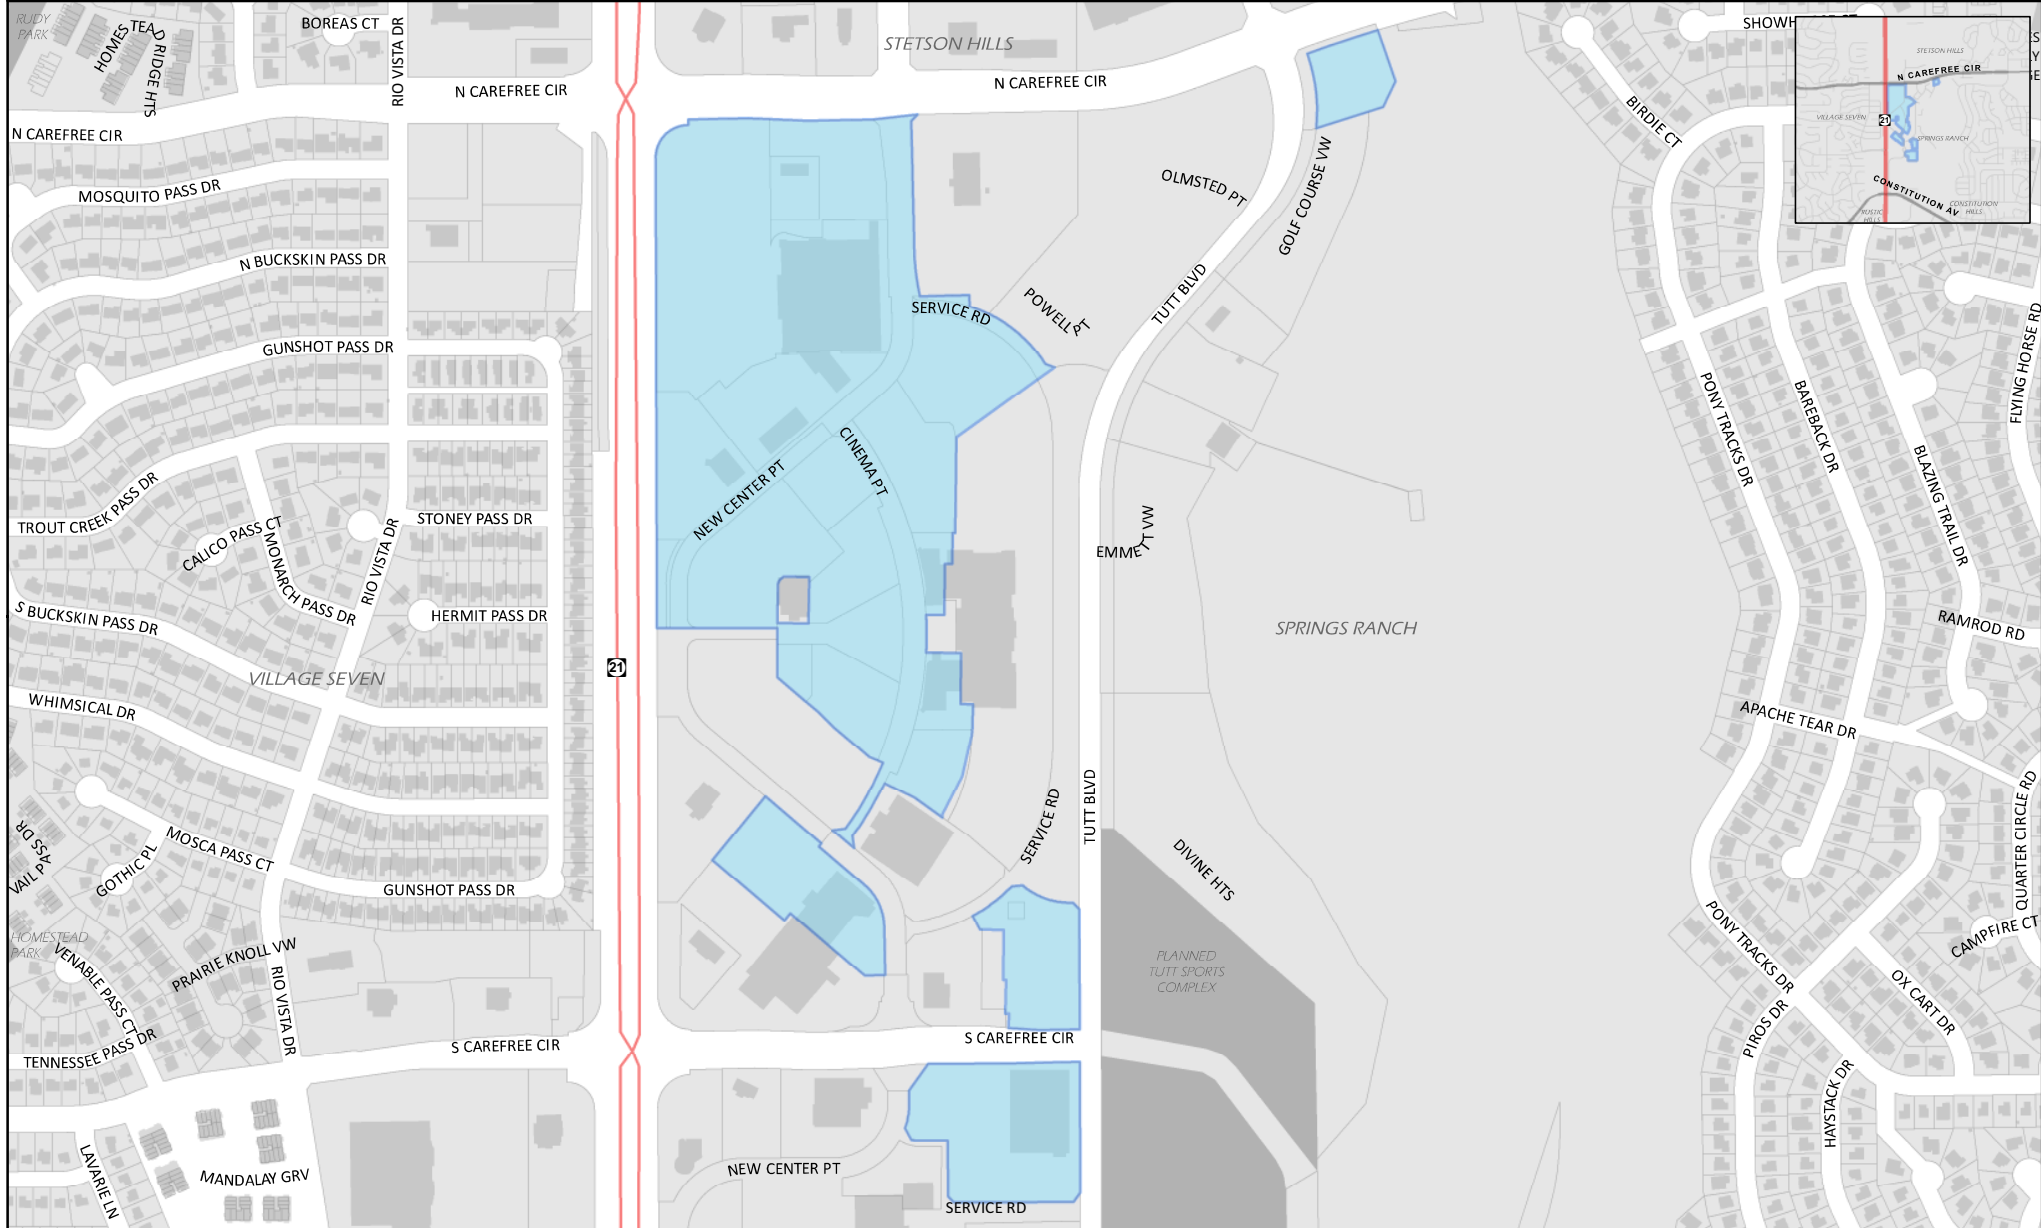 RUDY
PARK
HOMESTEAD RIDGE HTS
BOREAS CT
RIO VISTA DR
N CAREFREE CIR
STETSON HILLS
N CAREFREE CIR
N CAREFREE CIR
MOSQUITO PASS DR
N BUCKSKIN PASS DR
GUNSHOT PASS DR
TROUT CREEK PASS DR
CALICO PASS CT
MONARCH PASS DR
RIO VISTA DR
STONEY PASS DR
HERMIT PASS DR
S BUCKSKIN PASS DR
VILLAGE SEVEN
WHIMSICAL DR
MOSCA PASS CT
GOTHIC PL
VAIL PASS DR
GUNSHOT PASS DR
HOMESTEAD
PARK
VENABLE PASS CT
PRAIRIE KNOLL VW
RIO VISTA DR
TENNESSEE PASS DR
S CAREFREE CIR
LAVARIE LN
MANDALAY GRV
21
SERVICE RD
POWELL PT
OLMSTED PT
GOLF COURSE VW
TUTT BLVD
CINEMA PT
NEW CENTER PT
EMMETT VW
SPRINGS RANCH
TUTT BLVD
SERVICE RD
DIVINE HTS
PLANNED
TUTT SPORTS
COMPLEX
S CAREFREE CIR
NEW CENTER PT
SERVICE RD
BIRDIE CT
PONY TRACKS DR
BAREBACK DR
BLAZING TRAIL DR
FLYING HORSE RD
RAMROD RD
APACHE TEAR DR
QUARTER CIRCLE RD
CAMPFIRE CT
PONY TRACKS DR
OX CART DR
PIROS DR
HAYSTACK DR
STETSON HILLS
N CAREFREE CIR
VILLAGE SEVEN
21
SPRINGS RANCH
CONSTITUTION AV
RUSTIC
HILLS
CONSTITUTION
HILLS